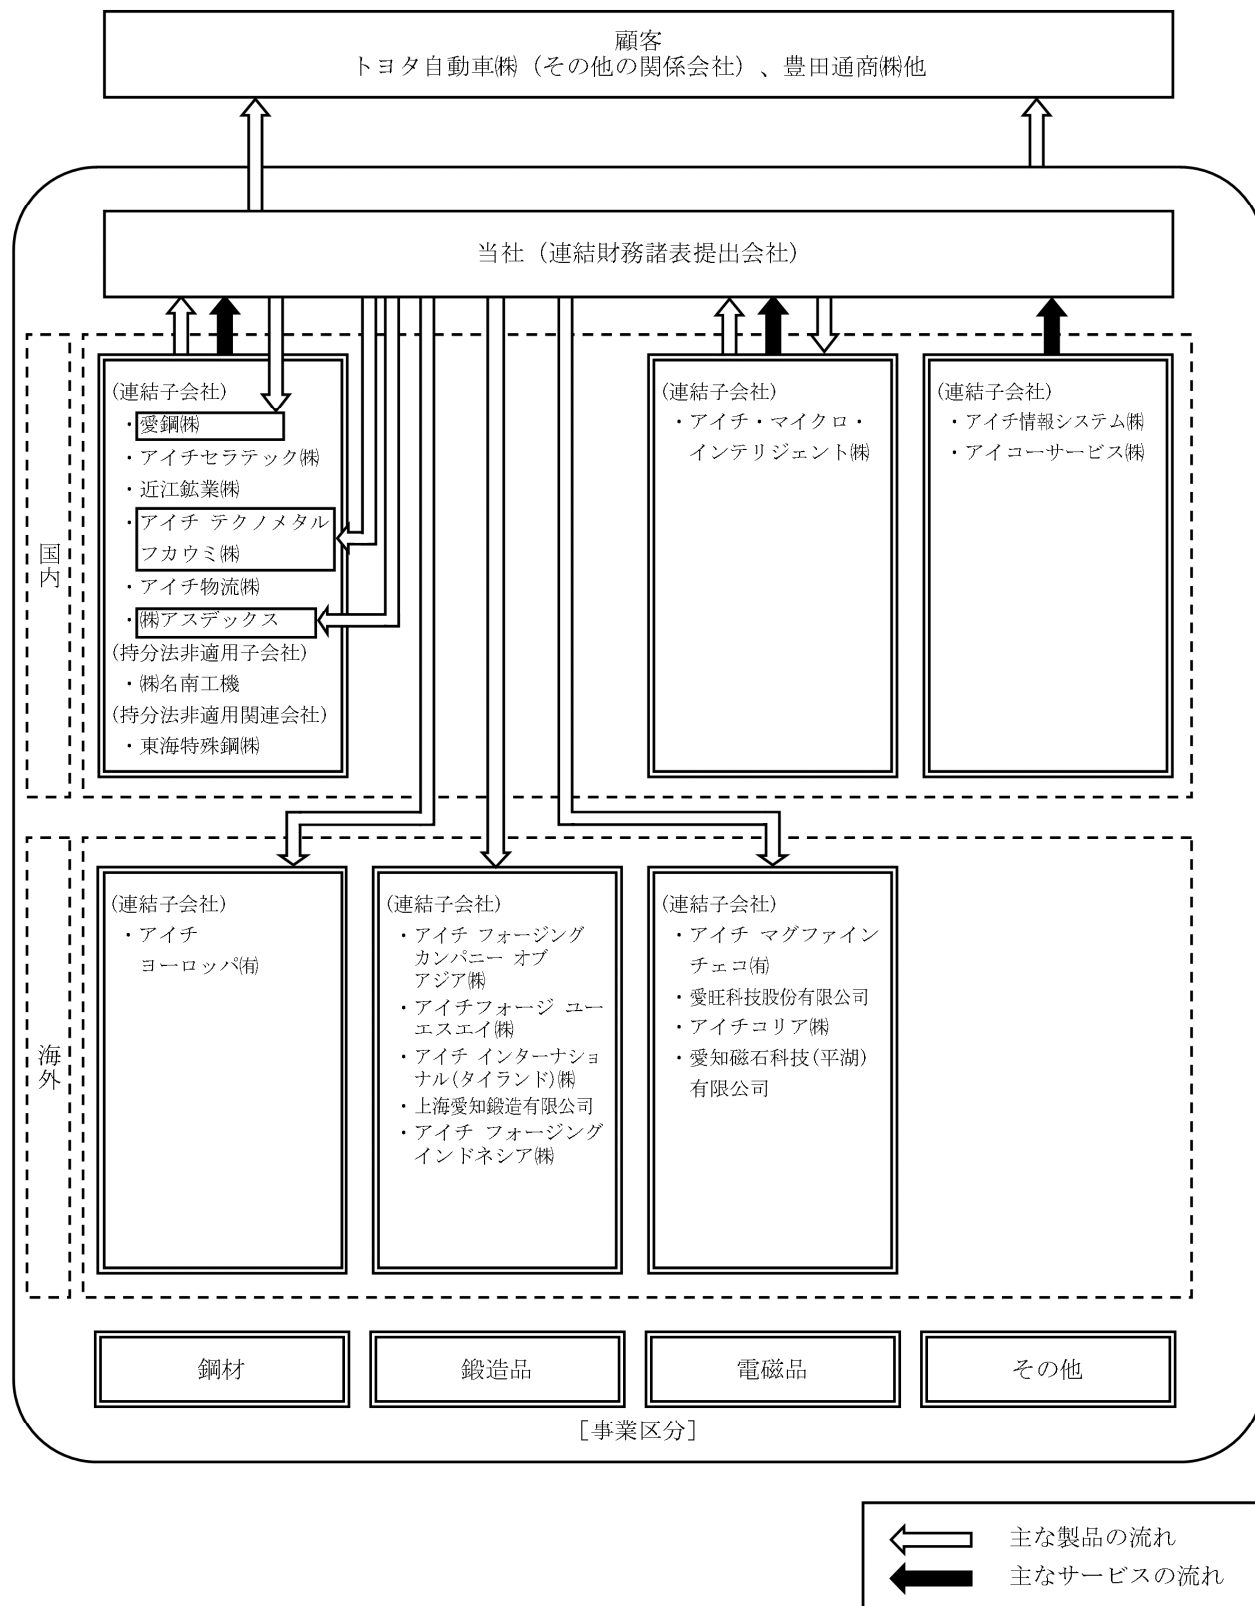 顧客
トヨタ自動車㈱(その他の関係会社)、豊田通商㈱他
当社(連結財務諸表提出会社)
国内
(連結子会社)
・愛鋼㈱
・アイチセラテック㈱
・近江鉱業㈱
・アイチ テクノメタル
フカウミ㈱
・アイチ物流㈱
・㈱アスデックス
(持分法非適用子会社)
・㈱名南工機
(持分法非適用関連会社)
・東海特殊鋼㈱
(連結子会社)
・アイチ・マイクロ・
インテリジェント㈱
(連結子会社)
・アイチ情報システム㈱
・アイコーサービス㈱
海外
(連結子会社)
・アイチ
ヨーロッパ㈲
(連結子会社)
・アイチ フォージング
カンパニー オブ
アジア㈱
・アイチフォージ ユー
エスエイ㈱
・アイチ インターナショ
ナル(タイランド)㈱
・上海愛知鍛造有限公司
・アイチ フォージング
インドネシア㈱
(連結子会社)
・アイチ マグファイン
チェコ㈲
・愛旺科技股份有限公司
・アイチコリア㈱
・愛知磁石科技(平湖)
有限公司
鋼材
鍛造品
電磁品
その他
[事業区分]
主な製品の流れ
主なサービスの流れ